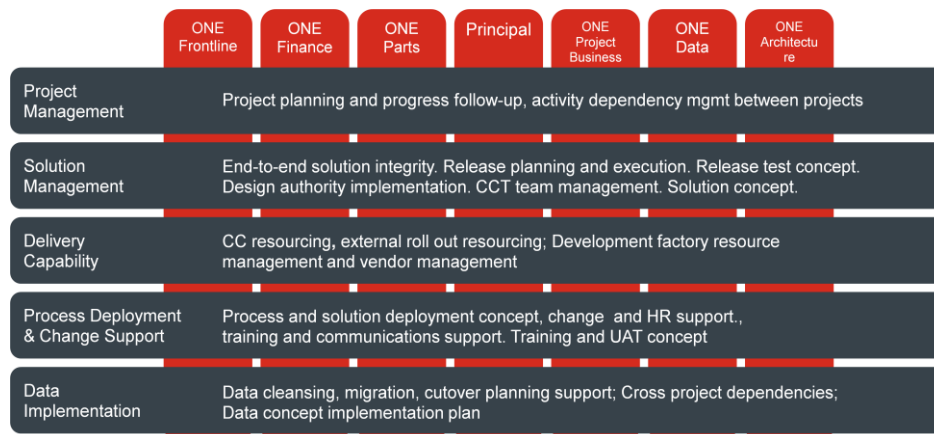 ONE
Frontline
ONE
Finance
ONE
Parts
Principal
ONE
Project
Business
ONE
Data
ONE
Architectu
re
Project
Management
Project planning and progress follow-up, activity dependency mgmt between projects
Solution
Management
End-to-end solution integrity. Release planning and execution. Release test concept.
Design authority implementation. CCT team management. Solution concept.
Delivery
Capability
CC resourcing, external roll out resourcing; Development factory resource
management and vendor management
Process Deployment
& Change Support
Process and solution deployment concept, change  and HR support.,
training and communications support. Training and UAT concept
Data
Implementation
Data cleansing, migration, cutover planning support; Cross project dependencies;
Data concept implementation plan